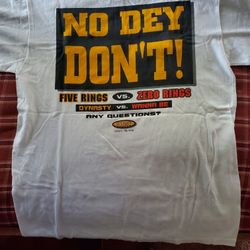 NO DEY
DON'T!
FIVE RINGS VS. ZERO RINGS
DYNASTY VS. WANNA BE
ANY QUESTIONS?